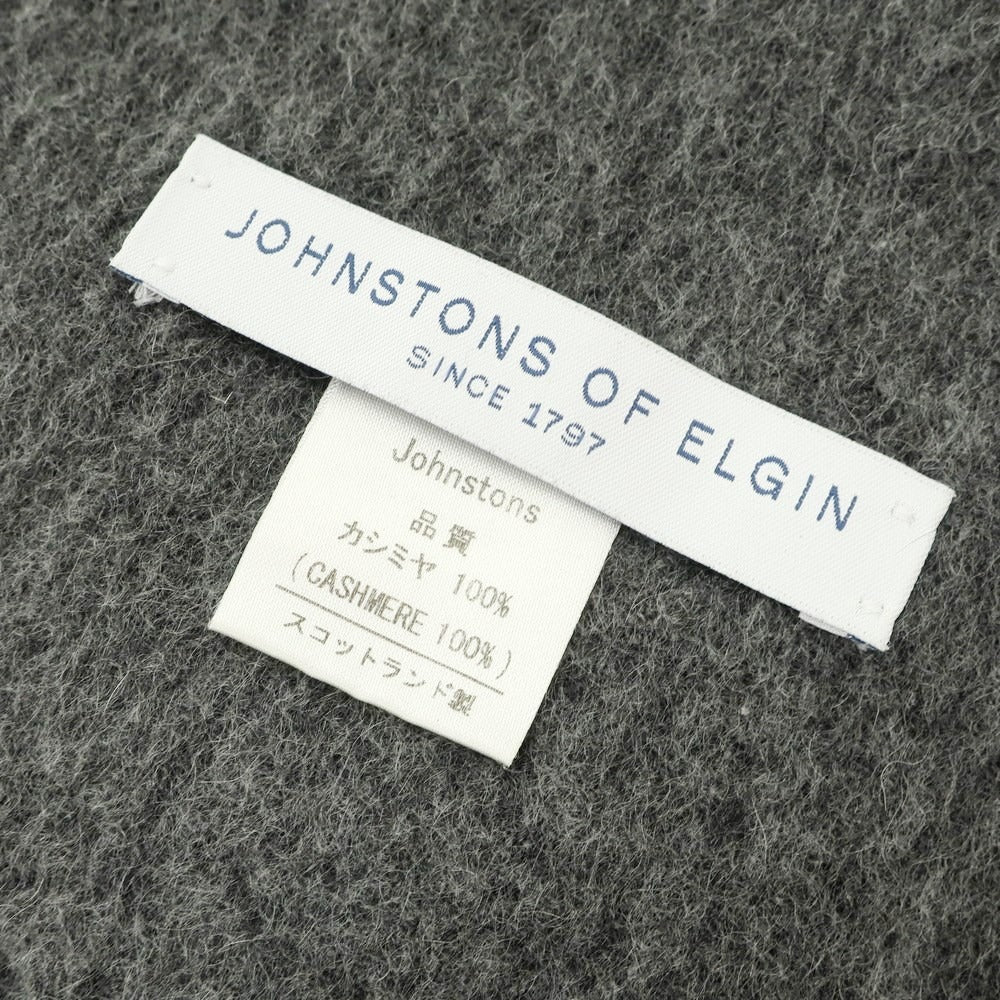 JOHNSTONS OF ELGIN
SINCE 1797
Johnstons
品質
カシミヤ 100%
(CASHMERE 100%)
スコットランド製